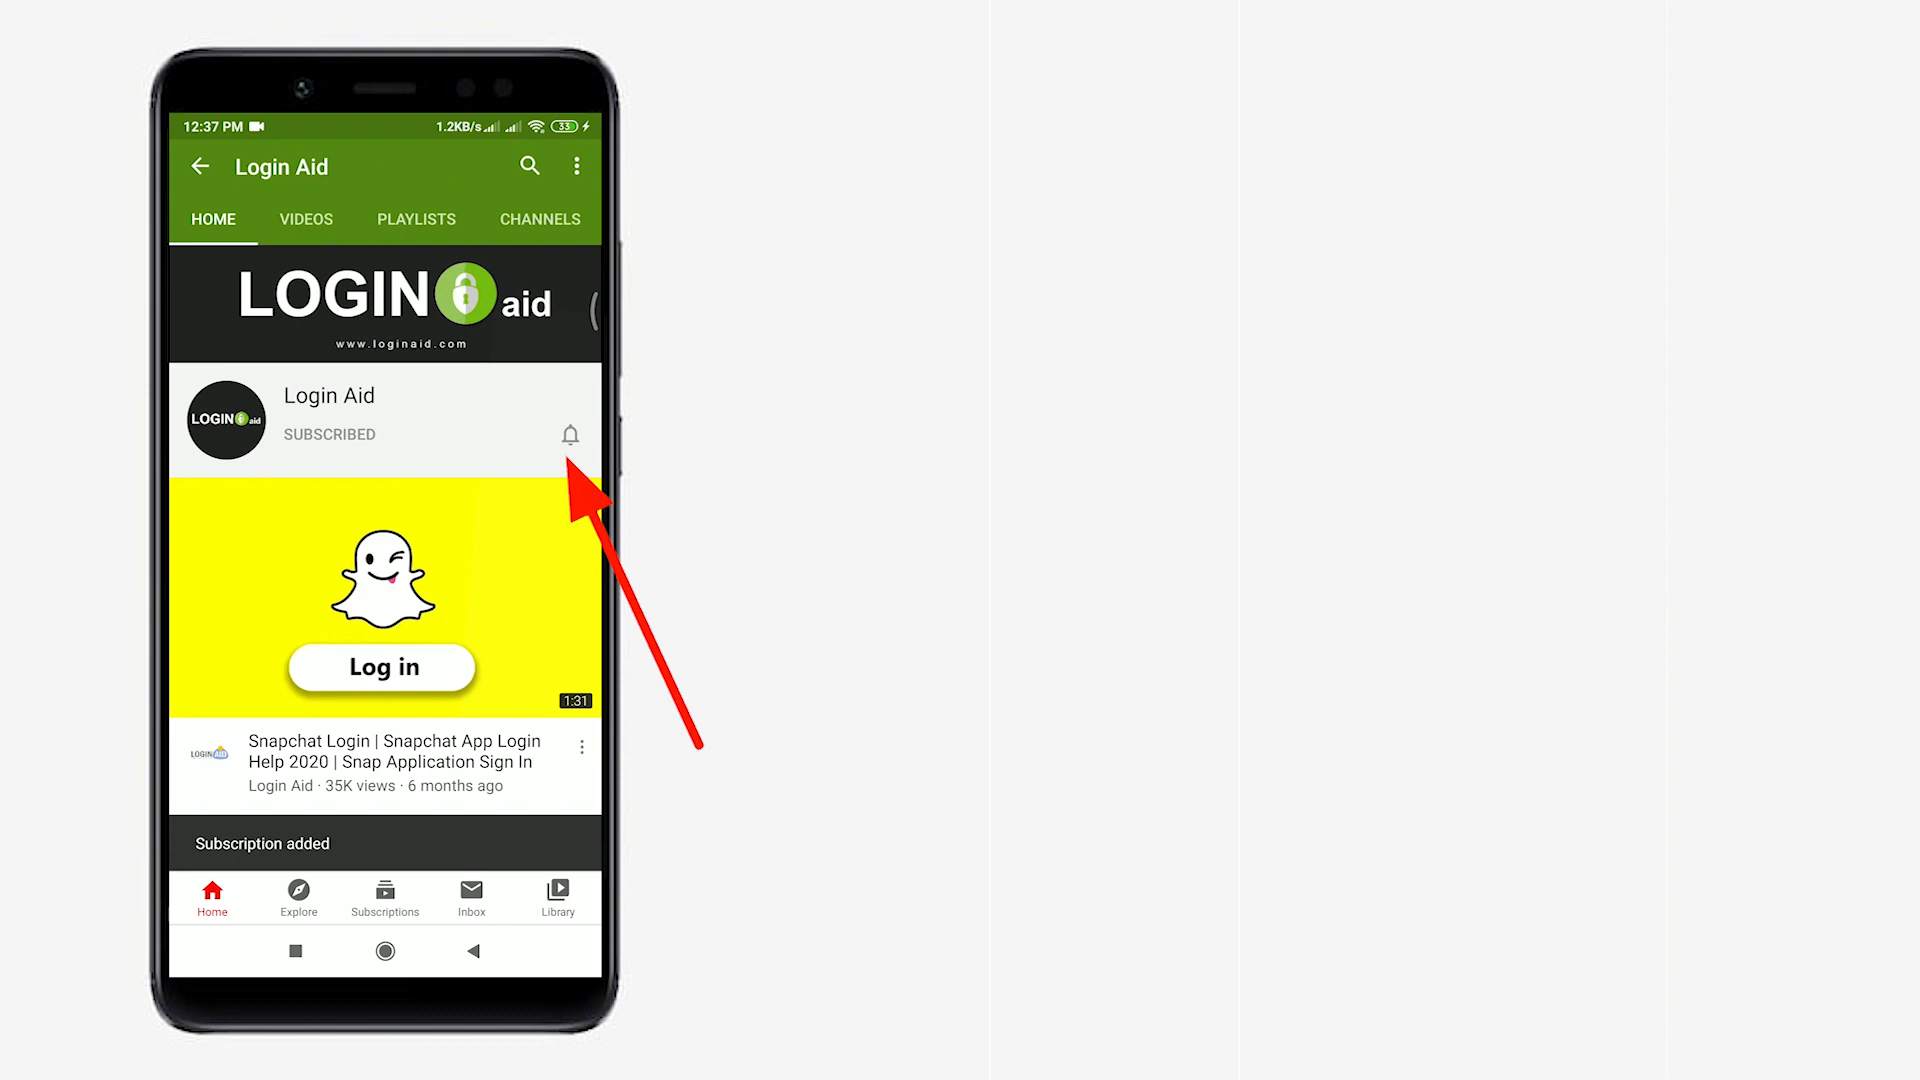 12:37 PM 1.2KB/s 33
Login Aid
HOME VIDEOS PLAYLISTS CHANNELS
LOGIN aid
www.loginaid.com
Login Aid
LOGIN aid
SUBSCRIBED
Log in
1:31
Snapchat Login | Snapchat App Login
LOGIN AID
Help 2020 | Snap Application Sign In
Login Aid · 35K views · 6 months ago
Subscription added
Home Explore Subscriptions Inbox Library